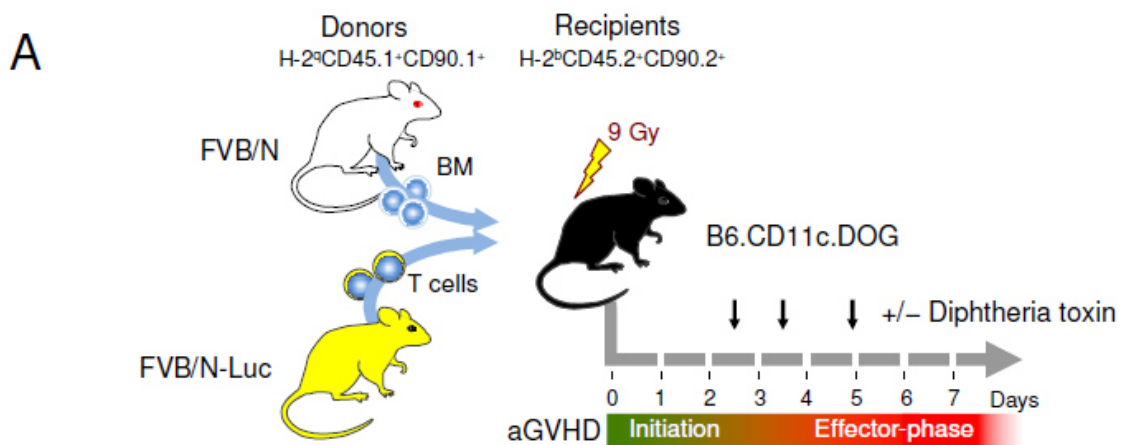 A
Donors
H-2ᑫCD45.1⁺CD90.1⁺
Recipients
H-2ᵇCD45.2⁺CD90.2⁺
FVB/N
BM
9 Gy
B6.CD11c.DOG
T cells
FVB/N-Luc
+/− Diphtheria toxin
0 1 2 3 4 5 6 7 Days
aGVHD Initiation Effector-phase